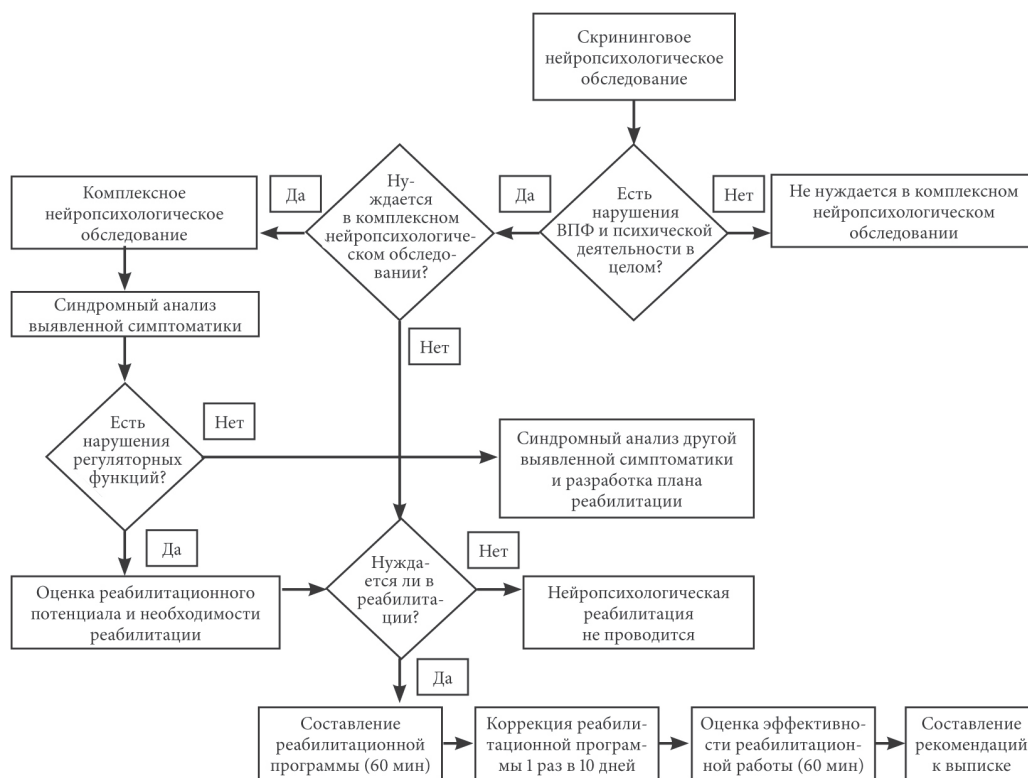 Скрининговое
нейропсихологическое
обследование
Есть
нарушения
ВПФ и психической
деятельности в
целом?
Нет
Не нуждается в комплексном
нейропсихологическом
обследовании
Да
Ну-
ждается
в комплексном
нейропсихологиче-
ском обследо-
вании?
Да
Комплексное
нейропсихологическое
обследование
Синдромный анализ
выявленной симптоматики
Нет
Есть
нарушения
регуляторных
функций?
Нет
Синдромный анализ другой
выявленной симптоматики
и разработка плана
реабилитации
Да
Оценка реабилитационного
потенциала и необходимости
реабилитации
Нужда-
ется ли в
реабилита-
ции?
Нет
Нейропсихологическая
реабилитация
не проводится
Да
Составление
реабилитационной
программы (60 мин)
Коррекция реабили-
тационной програм-
мы 1 раз в 10 дней
Оценка эффективно-
сти реабилитацион-
ной работы (60 мин)
Составление
рекомендаций
к выписке